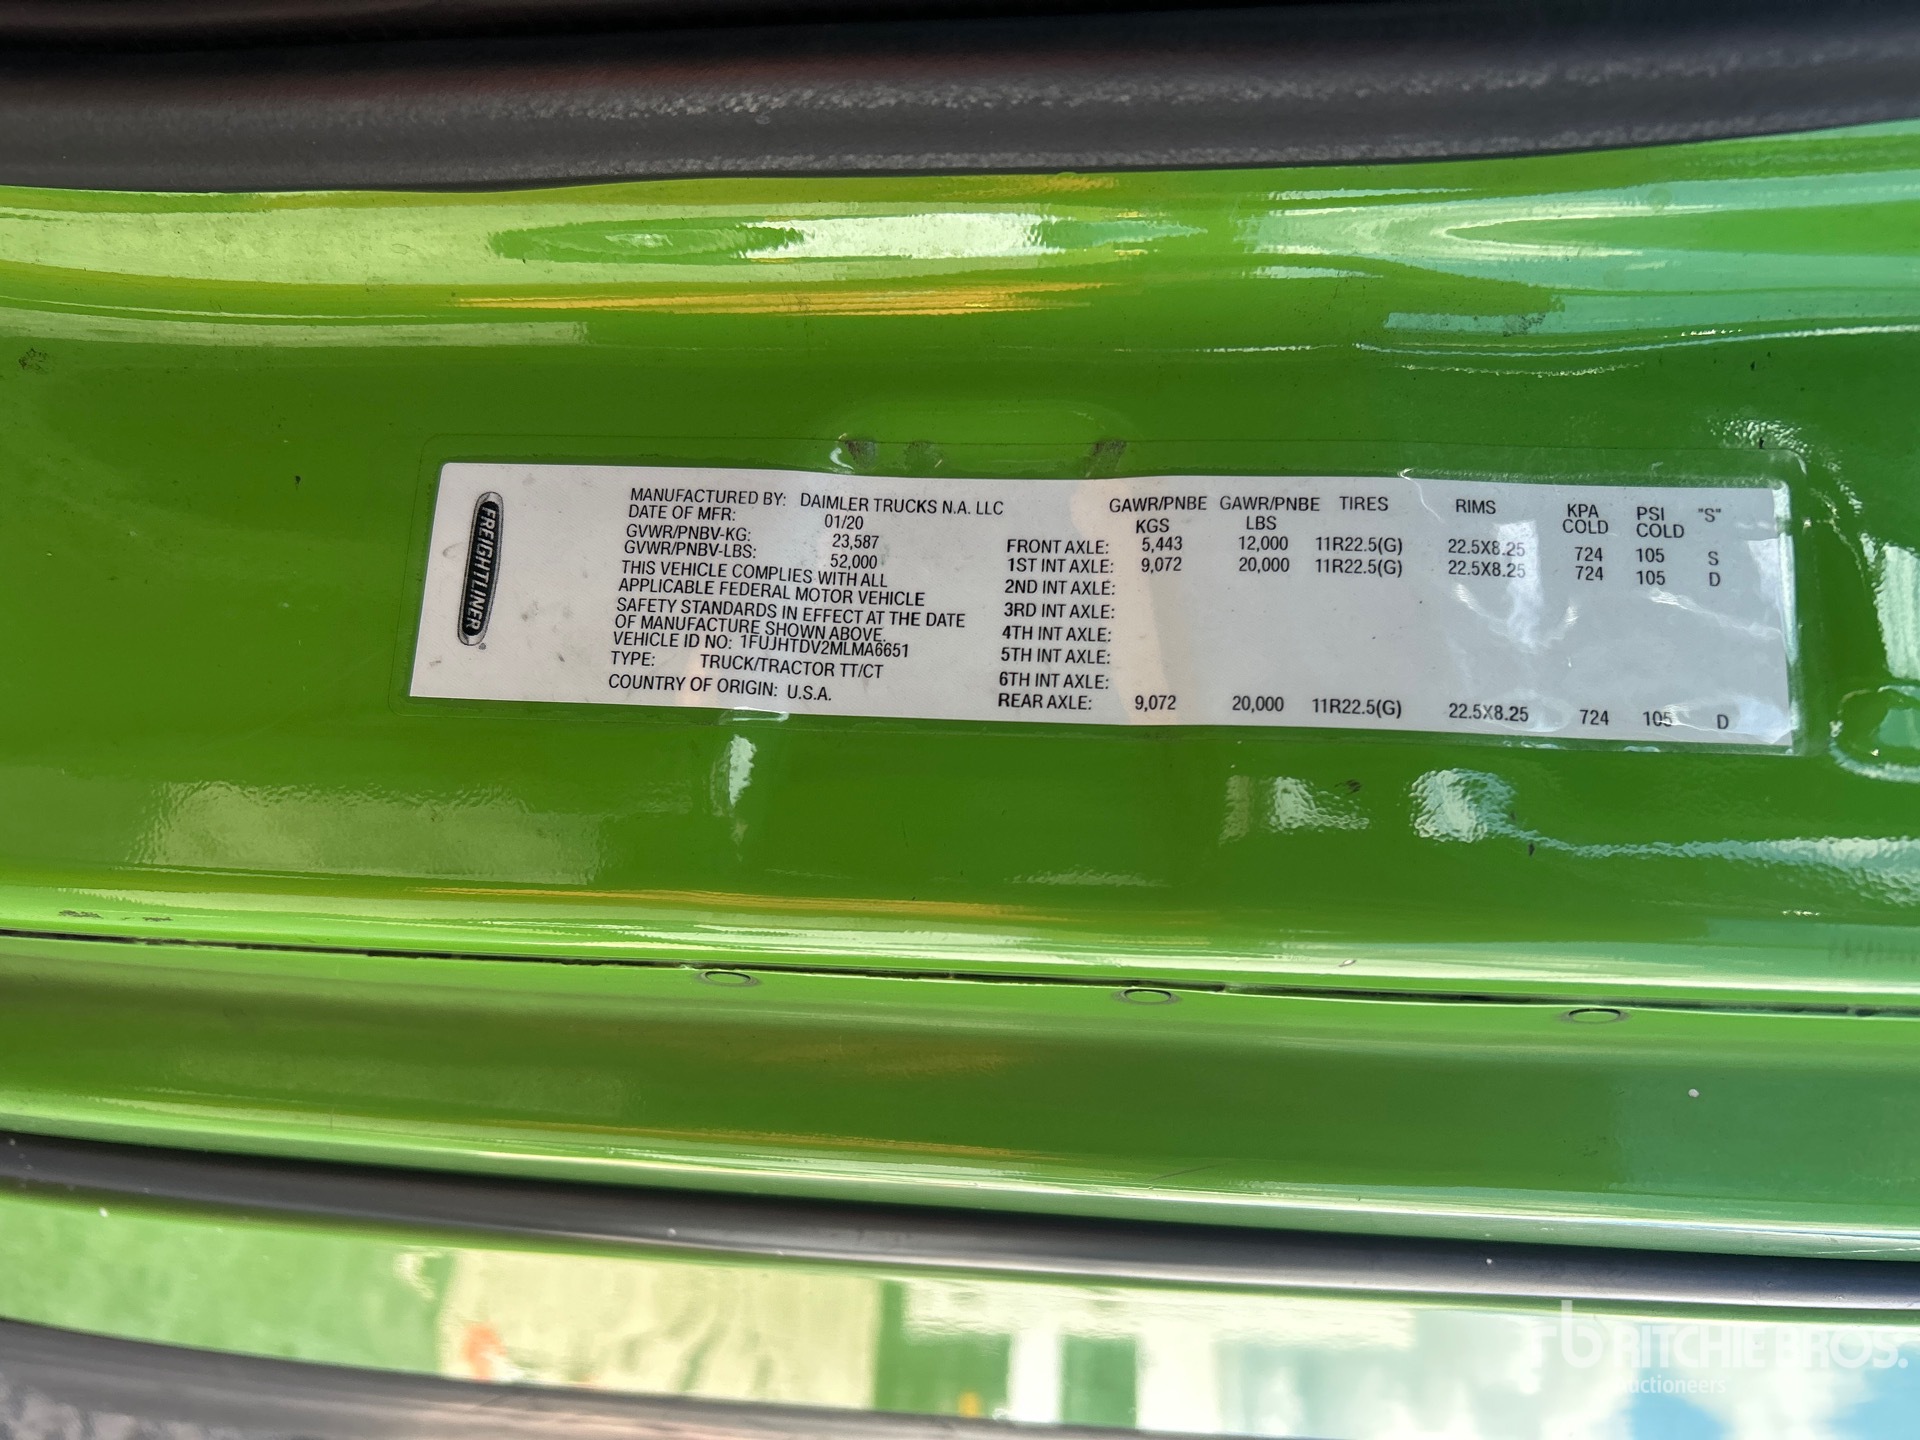 FREIGHTLINER
MANUFACTURED BY: DAIMLER TRUCKS N.A. LLC
DATE OF MFR: 01/20
GVWR/PNBV-KG: 23,587
GVWR/PNBV-LBS: 52,000
THIS VEHICLE COMPLIES WITH ALL
APPLICABLE FEDERAL MOTOR VEHICLE
SAFETY STANDARDS IN EFFECT AT THE DATE
OF MANUFACTURE SHOWN ABOVE.
VEHICLE ID NO: 1FUJHTDV2MLMA6651
TYPE: TRUCK/TRACTOR TT/CT
COUNTRY OF ORIGIN: U.S.A.
GAWR/PNBE GAWR/PNBE TIRES RIMS KPA PSI "S"
KGS LBS COLD COLD
FRONT AXLE: 5,443 12,000 11R22.5(G) 22.5X8.25 724 105 S
1ST INT AXLE: 9,072 20,000 11R22.5(G) 22.5X8.25 724 105 D
2ND INT AXLE:
3RD INT AXLE:
4TH INT AXLE:
5TH INT AXLE:
6TH INT AXLE:
REAR AXLE: 9,072 20,000 11R22.5(G) 22.5X8.25 724 105 D
rb RITCHIE BROS.
Auctioneers